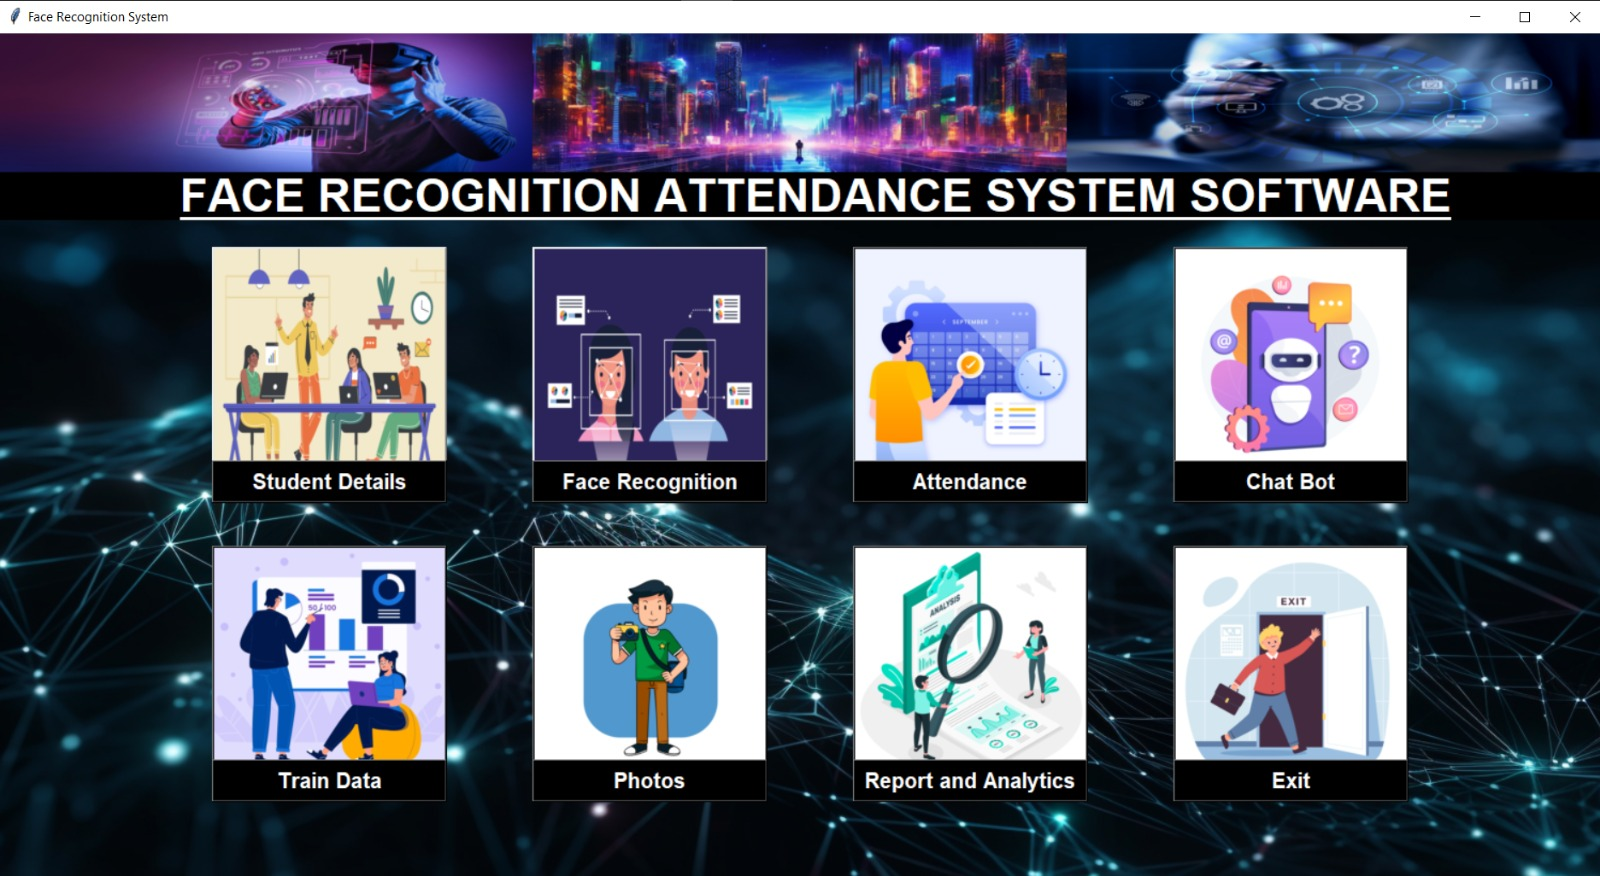 Face Recognition System
FACE RECOGNITION ATTENDANCE SYSTEM SOFTWARE
SEPTEMBER
@
?
Student Details
Face Recognition
Attendance
Chat Bot
50/100
ANALYSIS
EXIT
Train Data
Photos
Report and Analytics
Exit